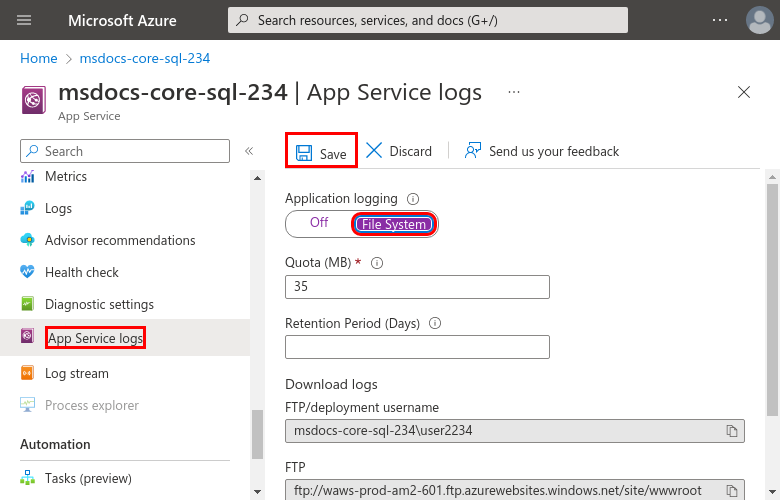 Microsoft Azure
Search resources, services, and docs (G+/)
···
Home > msdocs-core-sql-234
msdocs-core-sql-234 | App Service logs ···
App Service
Search
«
Metrics
Logs
Advisor recommendations
Health check
Diagnostic settings
App Service logs
Log stream
Process explorer
Automation
Tasks (preview)
Save
Discard
Send us your feedback
Application logging
Off
File System
Quota (MB) *
35
Retention Period (Days)
Download logs
FTP/deployment username
msdocs-core-sql-234\user2234
FTP
ftp://waws-prod-am2-601.ftp.azurewebsites.windows.net/site/wwwroot